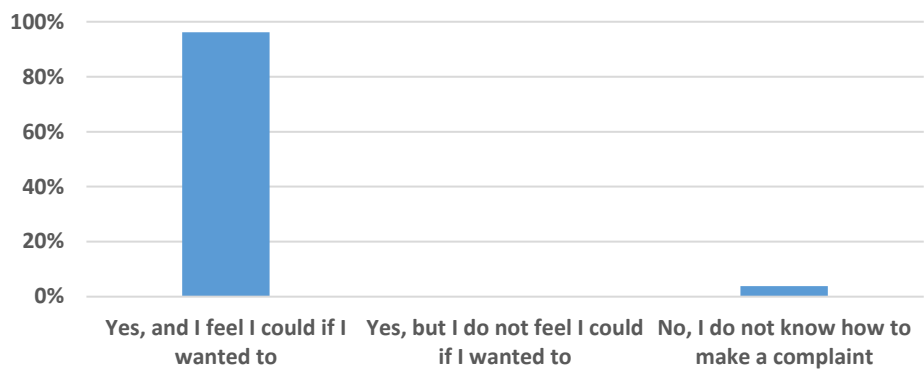 100%
80%
60%
40%
20%
0%
Yes, and I feel I could if I
wanted to
Yes, but I do not feel I could
if I wanted to
No, I do not know how to
make a complaint